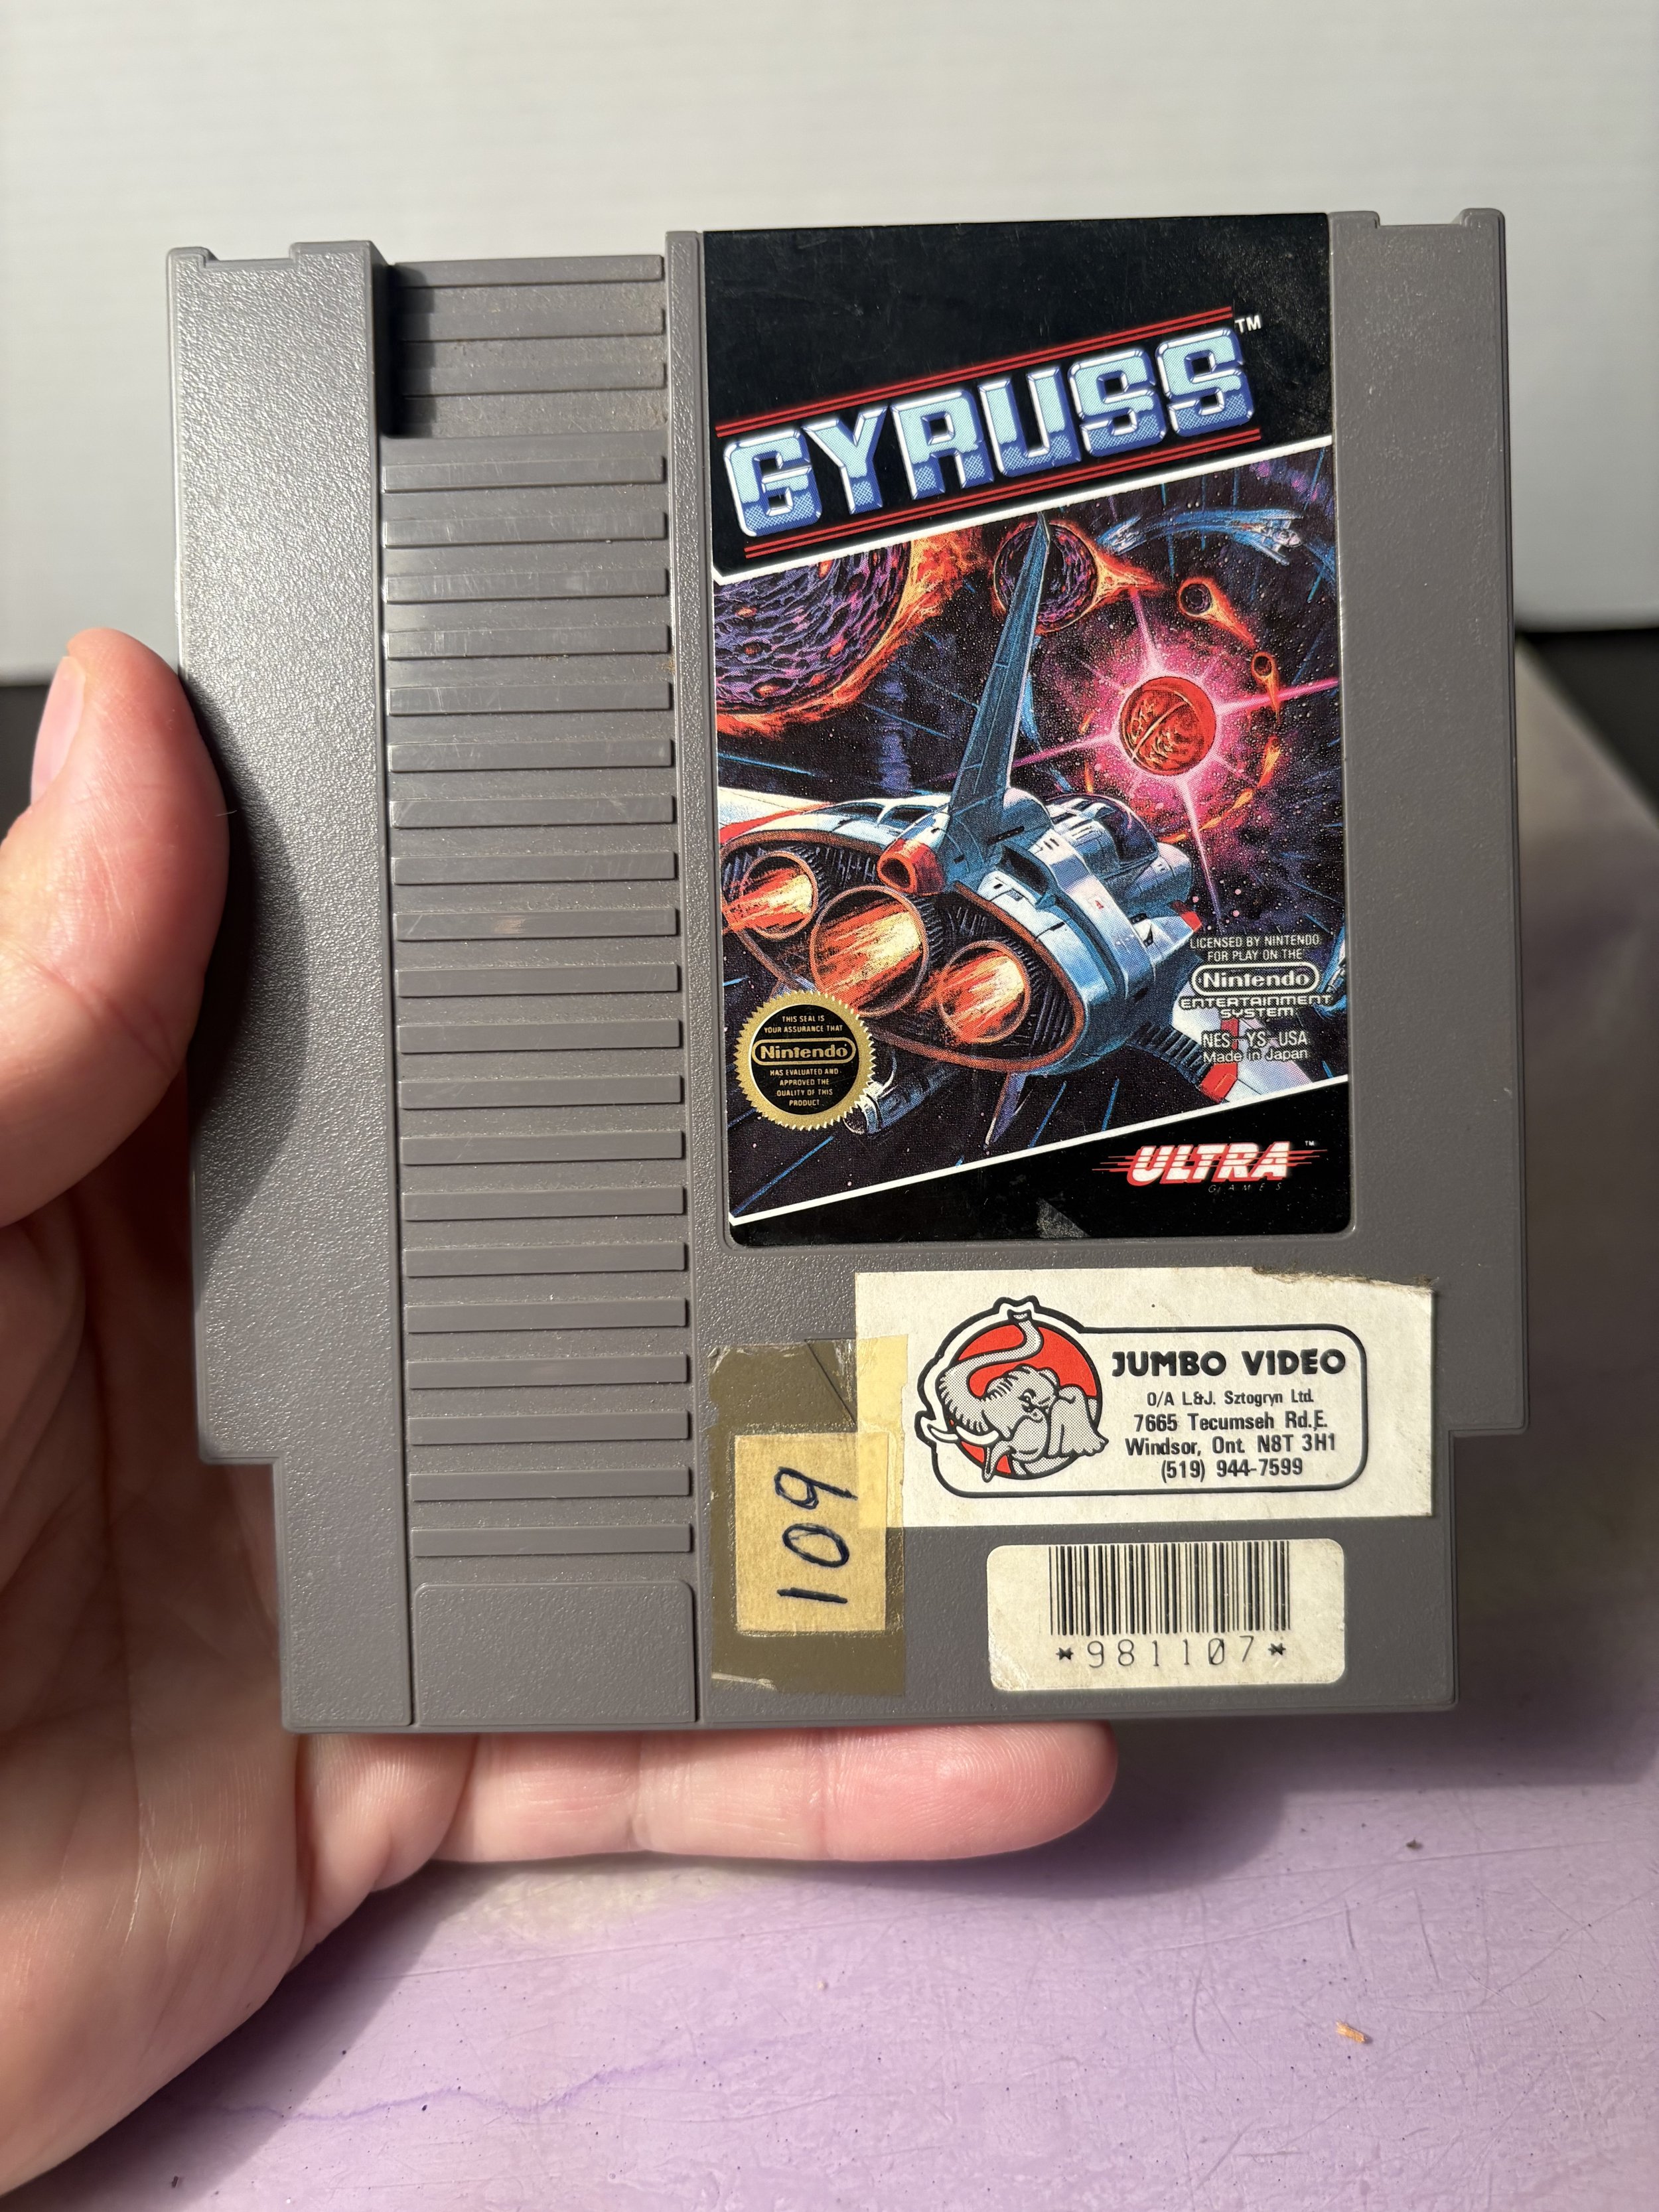 GYRUSS™
LICENSED BY NINTENDO
FOR PLAY ON THE
Nintendo
ENTERTAINMENT
SYSTEM
NES-YS-USA
Made in Japan
THIS SEAL IS
YOUR ASSURANCE THAT
Nintendo
HAS EVALUATED AND
APPROVED THE
QUALITY OF THIS
PRODUCT.
ULTRA™
GAMES
JUMBO VIDEO
O/A L&J. Sztogryn Ltd.
7665 Tecumseh Rd.E.
Windsor, Ont. N8T 3H1
(519) 944-7599
109
*981107*